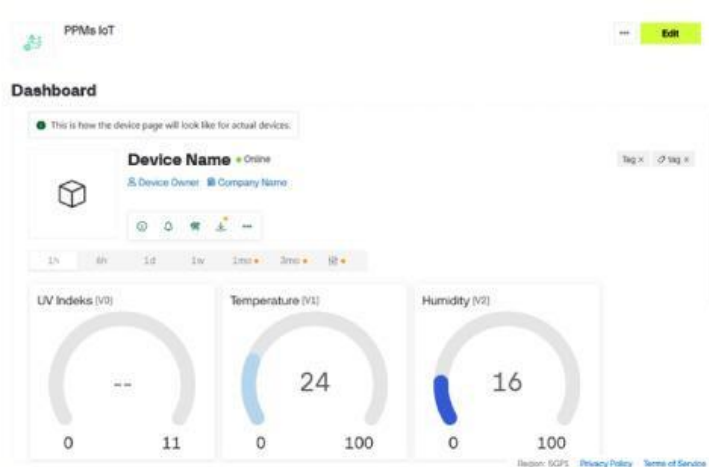 PPMs IoT
••• Edit
Dashboard
This is how the device page will look like for actual devices.
Device Name • Online
Tag × tag ×
Device Owner Company Name
1h 6h 1d 1w 1mo • 3mo •
UV Indeks (V0) Temperature (V1) Humidity (V2)
-- 24 16
0 11 0 100 0 100
Region: SGP1 Privacy Policy Terms of Service